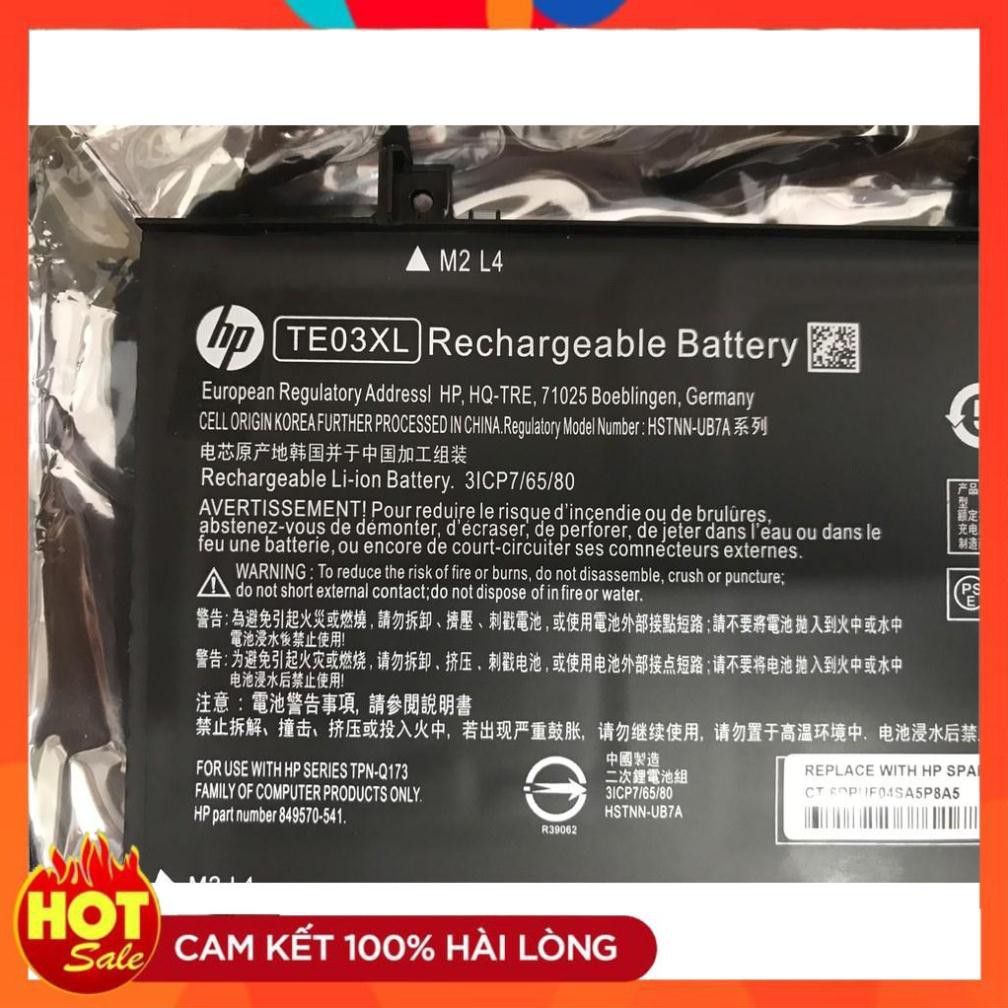 M2 L4
hp TE03XL Rechargeable Battery
European Regulatory Addressl HP, HQ-TRE, 71025 Boeblingen, Germany
CELL ORIGIN KOREA FURTHER PROCESSED IN CHINA.Regulatory Model Number : HSTNN-UB7A 系列
电芯原产地韩国并于中国加工组装
Rechargeable Li-ion Battery. 3ICP7/65/80
AVERTISSEMENT! Pour reduire le risque d'incendie ou de brulûres,
abstenez-vous de démonter, d'écraser, de perforer, de jeter dans l'eau ou dans le
feu une batterie, ou encore de court-circuiter ses connecteurs externes.
WARNING : To reduce the risk of fire or burns, do not disassemble, crush or puncture;
do not short external contact;do not dispose of in fire or water.
警告:為避免引起火災或燃燒,請勿拆卸、擠壓、刺戳電池,或使用電池外部接點短路;請不要將電池拋入到火中或水中
電池浸水後禁止使用!
警告:为避免引起火灾或燃烧,请勿拆卸、挤压、刺戳电池,或使用电池外部接点短路;请不要将电池拋入到火中或水中
电池浸水后禁止使用!
注意:電池警告事項,請參閱說明書
禁止拆解、撞击、挤压或投入火中,若出现严重鼓胀,请勿继续使用,请勿置于高温环境中.电池浸水后禁
产品
型
额定
充电
制造
PS
E
FOR USE WITH HP SERIES TPN-Q173
FAMILY OF COMPUTER PRODUCTS ONLY.
HP part number 849570-541.
R39062
中國製造
二次鋰電池組
3ICP7/65/80
HSTNN-UB7A
REPLACE WITH HP SPA
HOT
Sale
CAM KẾT 100% HÀI LÒNG